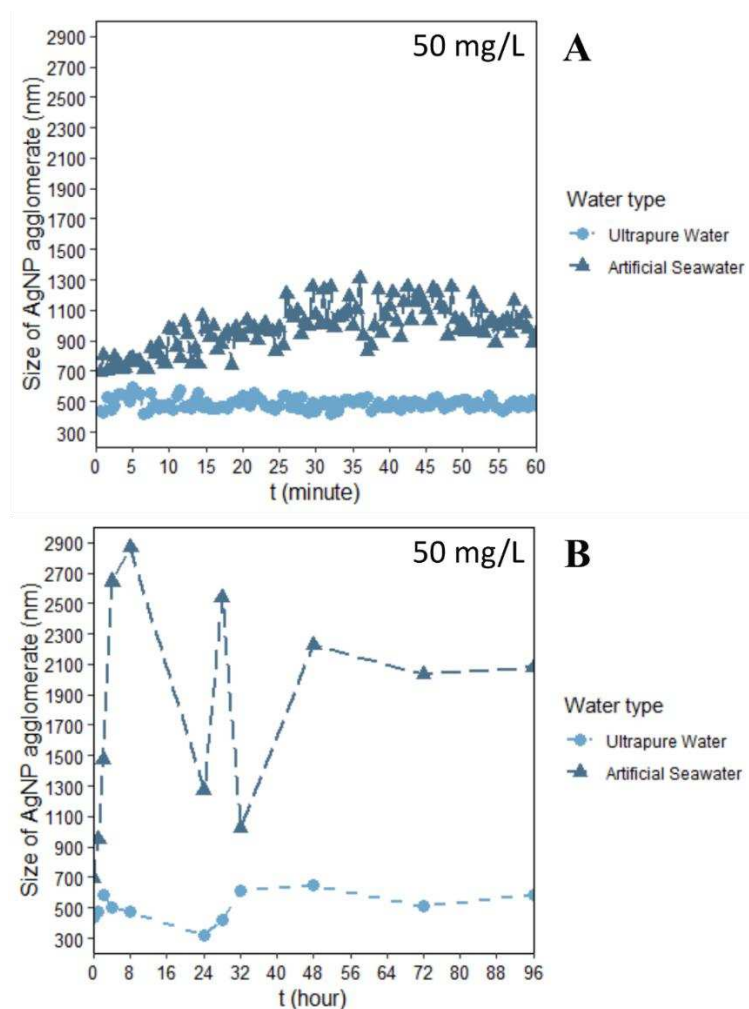 50 mg/L
A
Size of AgNP agglomerate (nm)
2900
2700
2500
2300
2100
1900
1700
1500
1300
1100
900
700
500
300
0 5 10 15 20 25 30 35 40 45 50 55 60
t (minute)
Water type
Ultrapure Water
Artificial Seawater
50 mg/L
B
Size of AgNP agglomerate (nm)
2900
2700
2500
2300
2100
1900
1700
1500
1300
1100
900
700
500
300
0 8 16 24 32 40 48 56 64 72 80 88 96
t (hour)
Water type
Ultrapure Water
Artificial Seawater